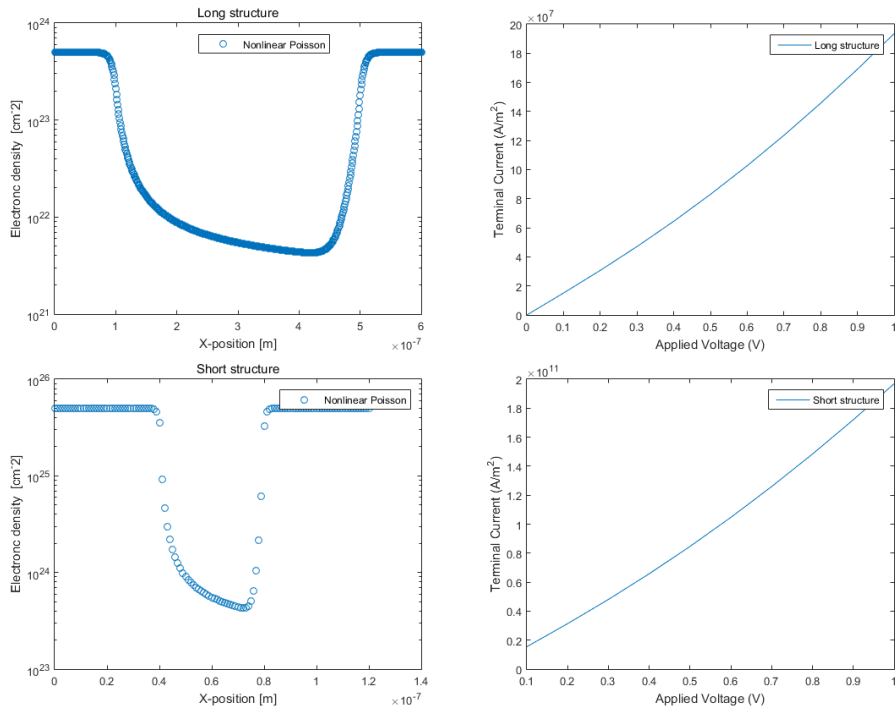 Long structure
10^24
10^23
10^22
10^21
Electronc density [cm^-2]
Nonlinear Poisson
0 1 2 3 4 5 6
X-position [m]
×10^-7
×10^7
20
18
16
14
12
10
8
6
4
2
0
Terminal Current (A/m^2)
Long structure
0 0.1 0.2 0.3 0.4 0.5 0.6 0.7 0.8 0.9 1
Applied Voltage (V)
Short structure
10^26
10^25
10^24
10^23
Electronc density [cm^-2]
Nonlinear Poisson
0 0.2 0.4 0.6 0.8 1 1.2 1.4
X-position [m]
×10^-7
×10^11
2
1.8
1.6
1.4
1.2
1
0.8
0.6
0.4
0.2
0
Terminal Current (A/m^2)
Short structure
0.1 0.2 0.3 0.4 0.5 0.6 0.7 0.8 0.9 1
Applied Voltage (V)